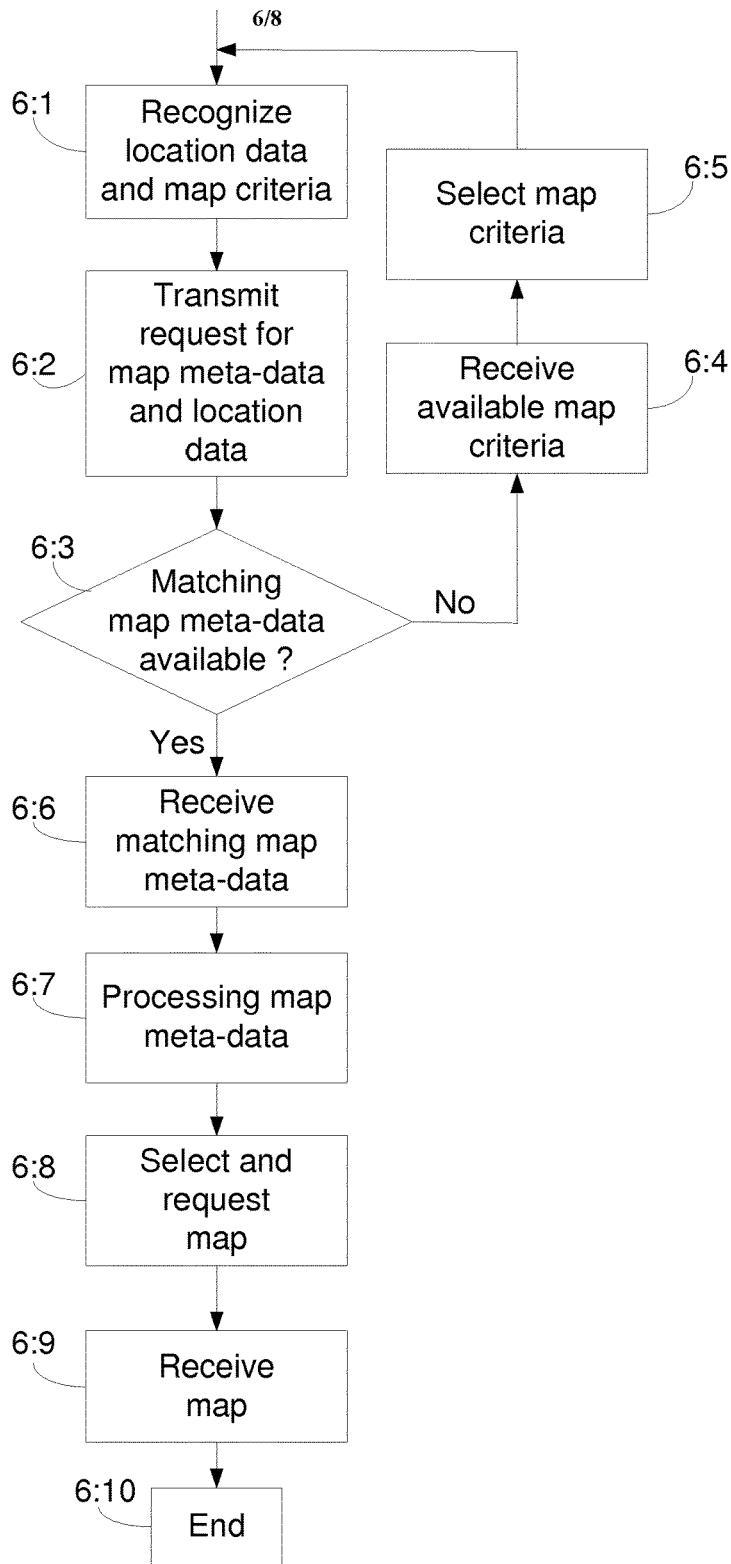 6/8
6:1
Recognize
location data
and map criteria
6:2
Transmit
request for
map meta-data
and location
data
6:3
Matching
map meta-data
available ?
No
6:4
Receive
available map
criteria
6:5
Select map
criteria
Yes
6:6
Receive
matching map
meta-data
6:7
Processing map
meta-data
6:8
Select and
request
map
6:9
Receive
map
6:10
End